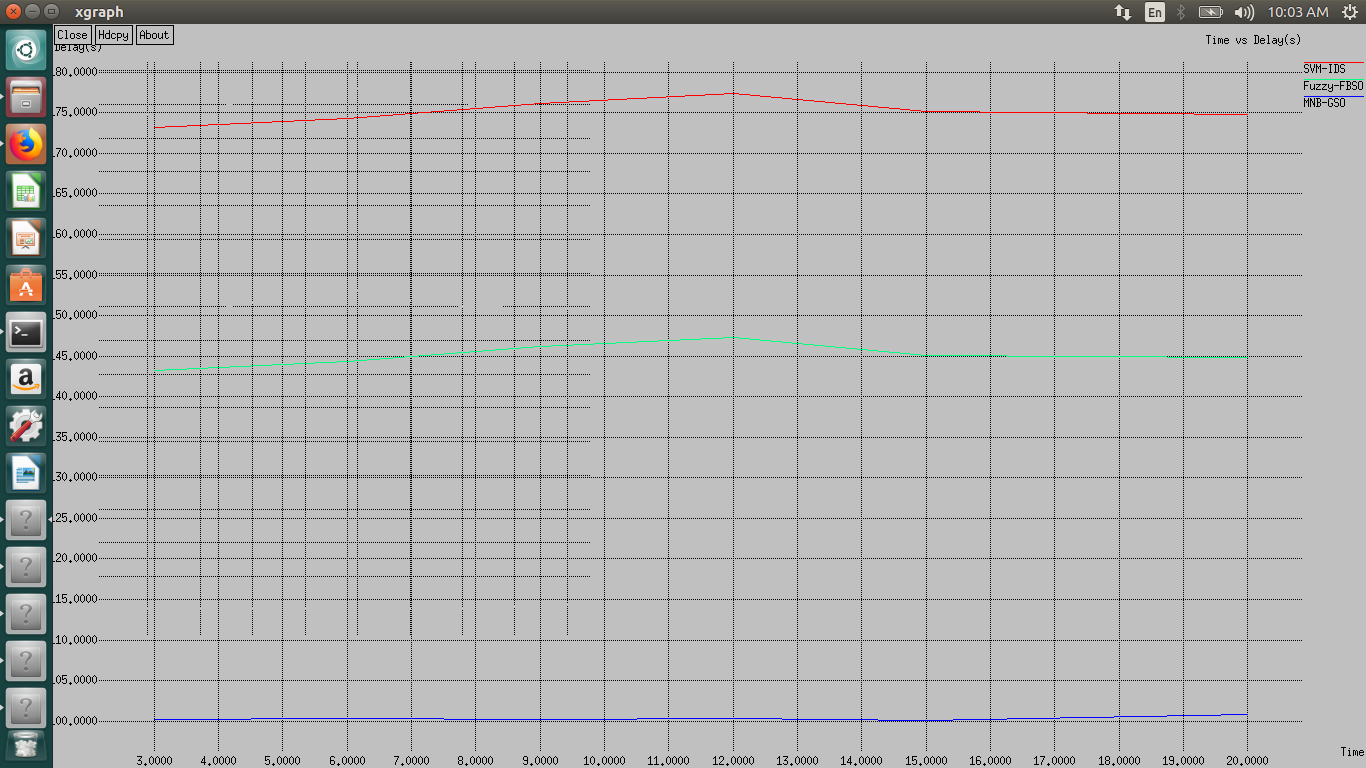 xgraph
En
10:03 AM
Close Hdcpy About
Delay(s)
Time vs Delay(s)
SVM-IDS
Fuzzy-FBSO
MNB-GSO
80.0000
75.0000
70.0000
65.0000
60.0000
55.0000
50.0000
45.0000
40.0000
35.0000
30.0000
25.0000
20.0000
15.0000
10.0000
05.0000
00.0000
Time
3.0000 4.0000 5.0000 6.0000 7.0000 8.0000 9.0000 10.0000 11.0000 12.0000 13.0000 14.0000 15.0000 16.0000 17.0000 18.0000 19.0000 20.0000